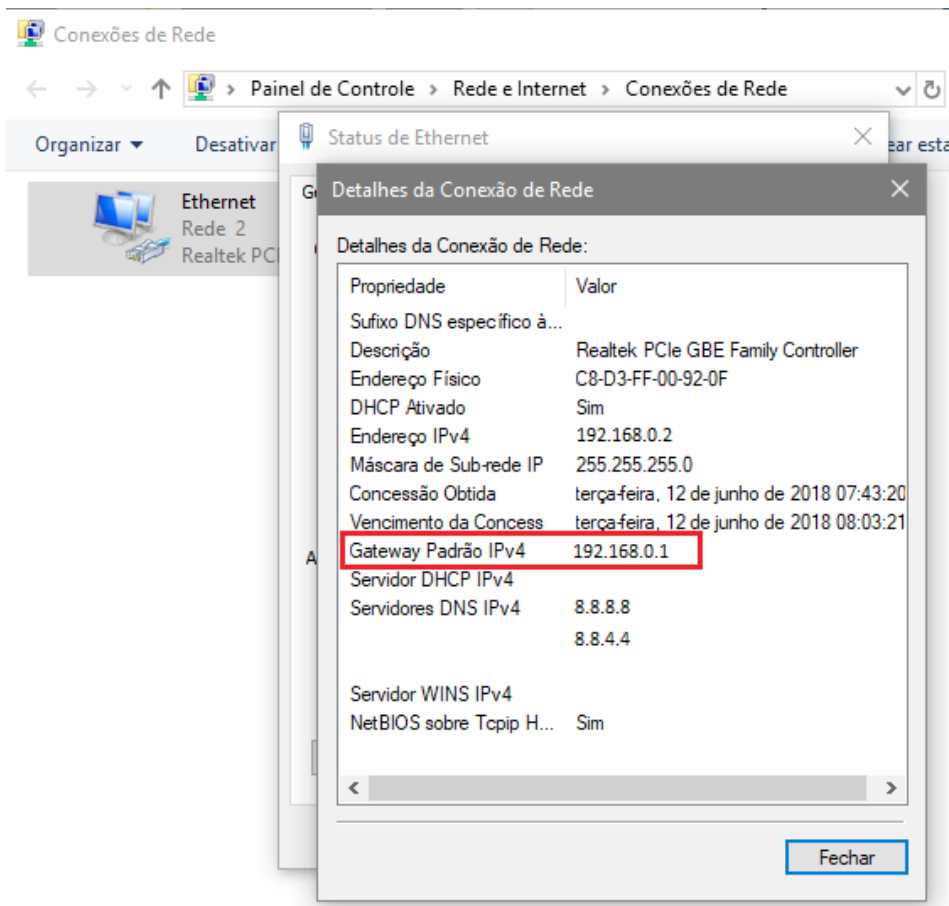 Conexões de Rede
Painel de Controle > Rede e Internet > Conexões de Rede
Organizar Desativar
Status de Ethernet
Ethernet
Rede 2
Realtek PCI
Detalhes da Conexão de Rede
Detalhes da Conexão de Rede:
Propriedade Valor
Sufixo DNS específico à...
Descrição Realtek PCIe GBE Family Controller
Endereço Físico C8-D3-FF-00-92-0F
DHCP Ativado Sim
Endereço IPv4 192.168.0.2
Máscara de Sub-rede IP 255.255.255.0
Concessão Obtida terça-feira, 12 de junho de 2018 07:43:20
Vencimento da Concess terça-feira, 12 de junho de 2018 08:03:21
Gateway Padrão IPv4 192.168.0.1
Servidor DHCP IPv4
Servidores DNS IPv4 8.8.8.8
8.8.4.4
Servidor WINS IPv4
NetBIOS sobre Tcpip H... Sim
Fechar